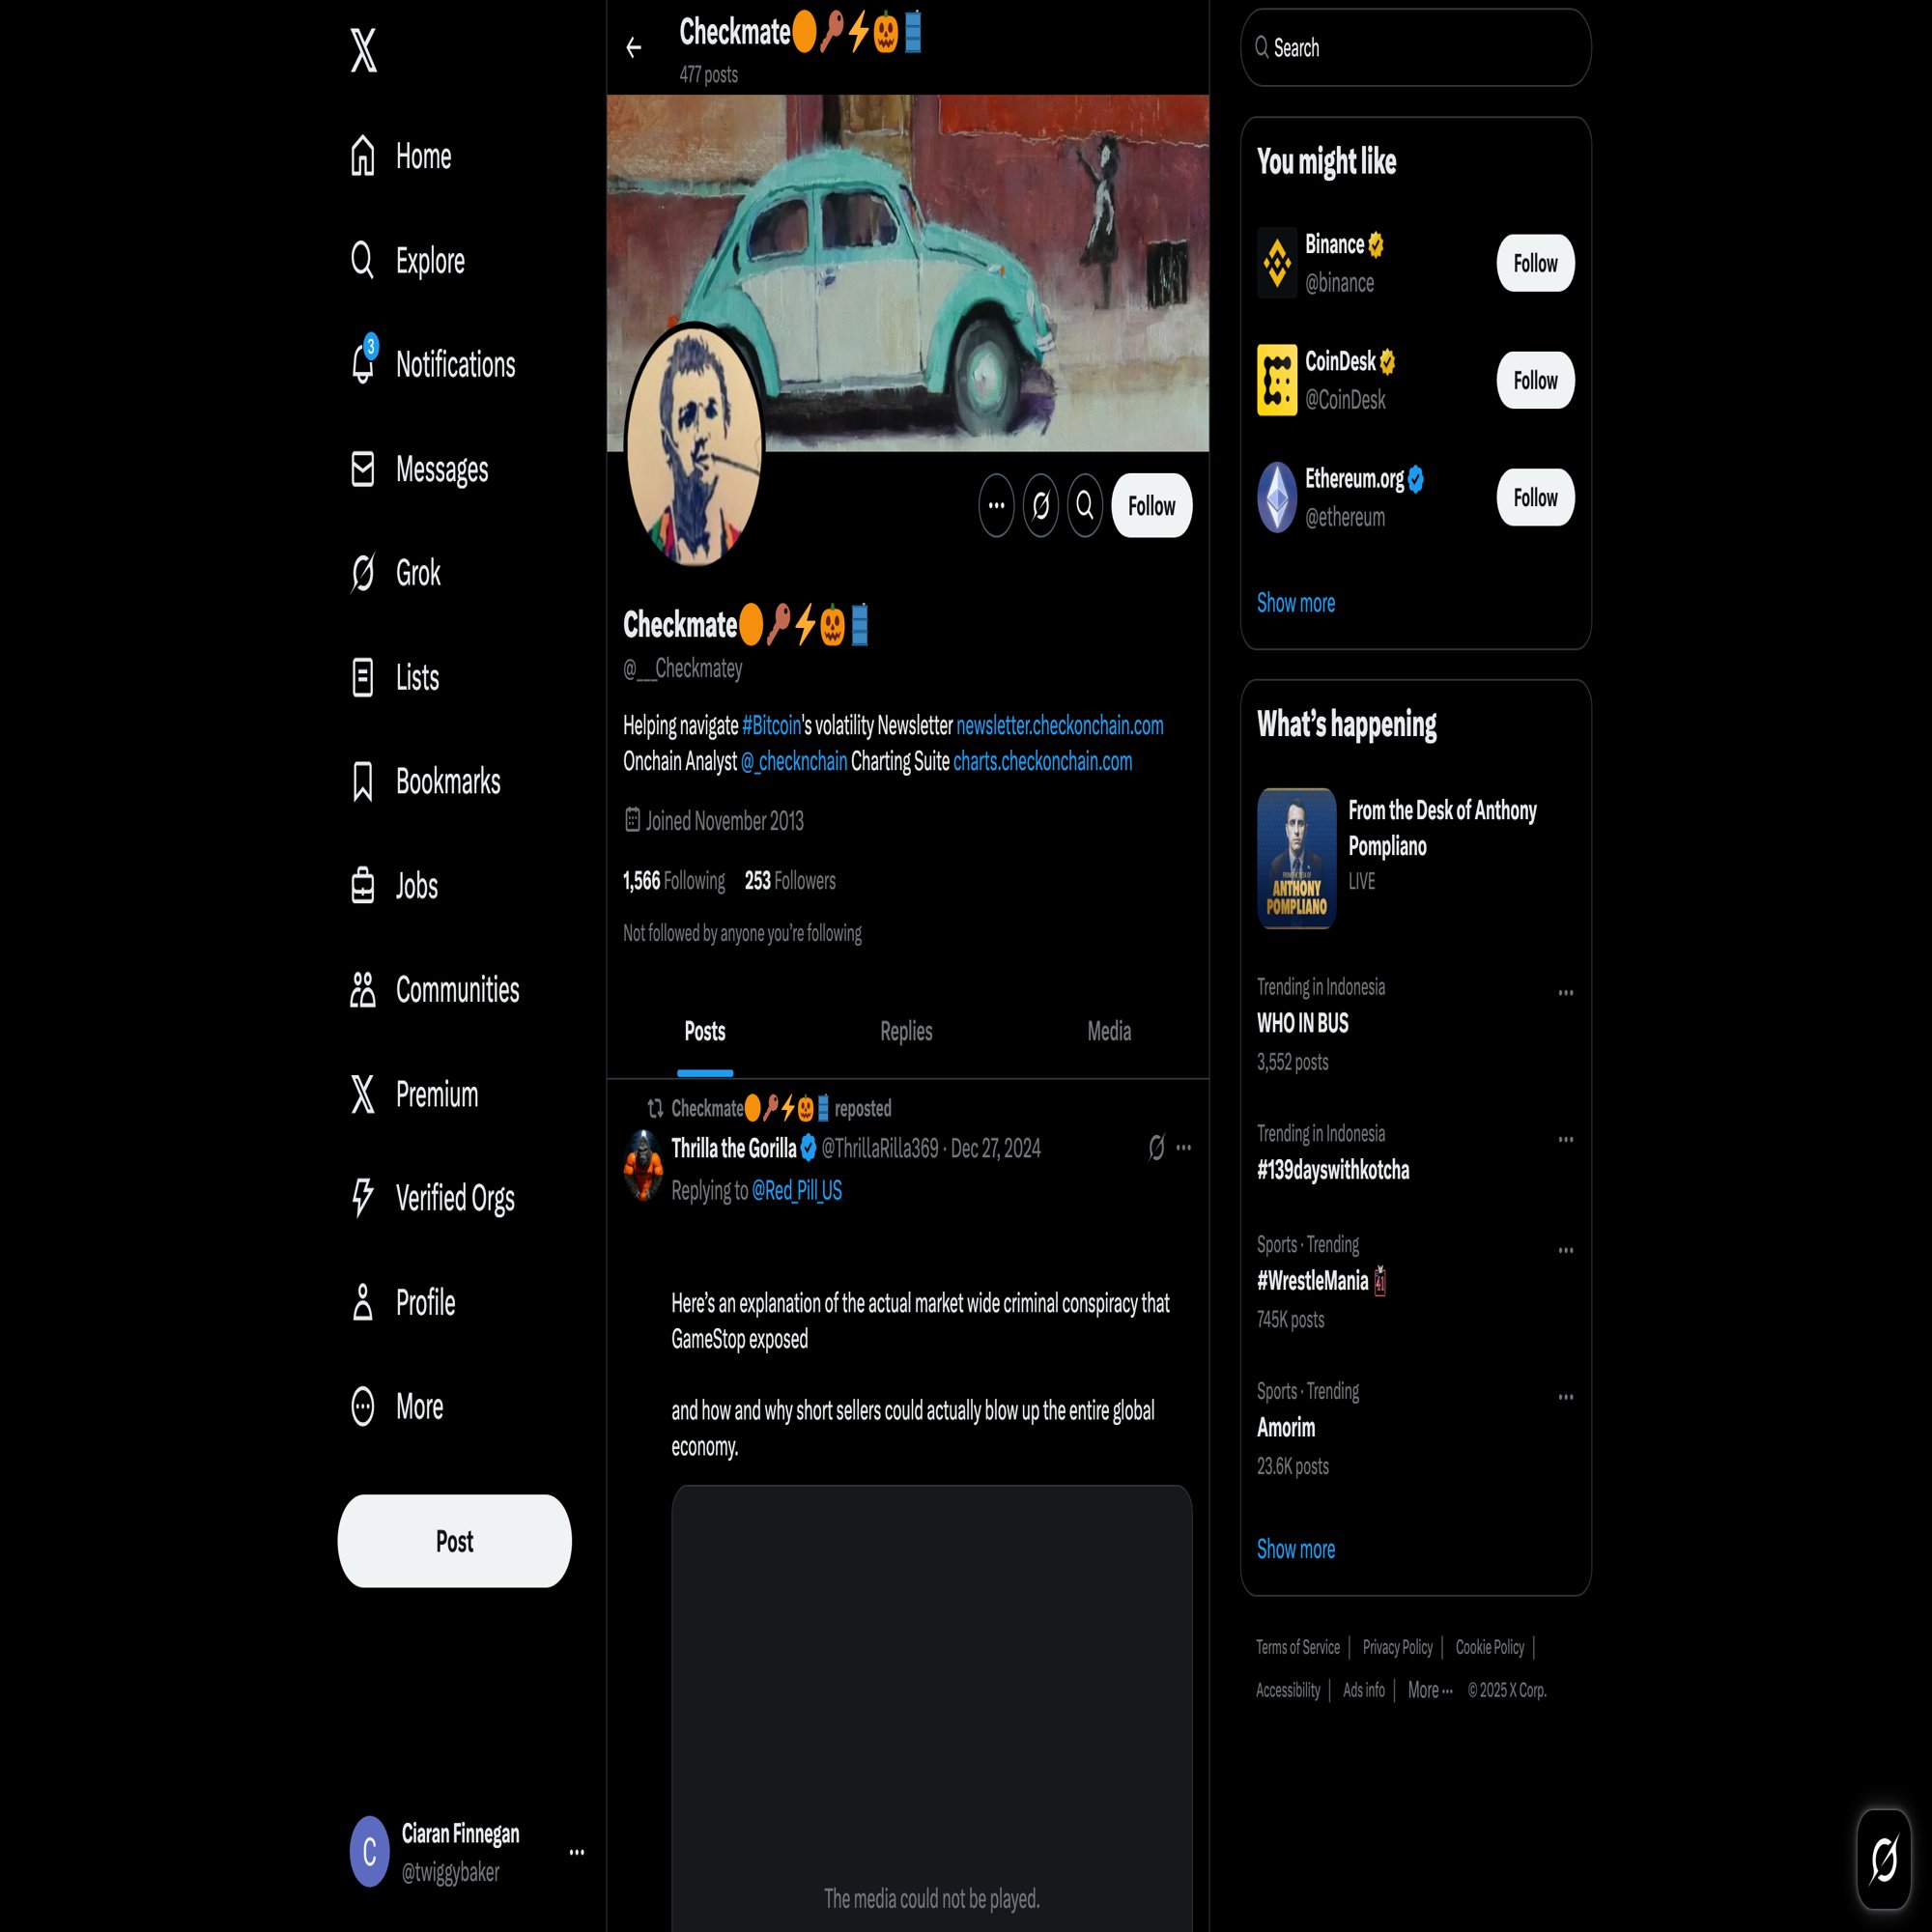 Home
Explore
3
Notifications
Messages
Grok
Lists
Bookmarks
Jobs
Communities
Premium
Verified Orgs
Profile
More
Post
C
Ciaran Finnegan
@twiggybaker
Checkmate🟠🔑⚡🎃🛢️
477 posts
Follow
Checkmate🟠🔑⚡🎃🛢️
@___Checkmatey
Helping navigate #Bitcoin's volatility Newsletter newsletter.checkonchain.com
Onchain Analyst @_checknchain Charting Suite charts.checkonchain.com
Joined November 2013
1,566 Following 253 Followers
Not followed by anyone you're following
Posts Replies Media
Checkmate🟠🔑⚡🎃🛢️ reposted
Thrilla the Gorilla @ThrillaRilla369 · Dec 27, 2024
Replying to @Red_Pill_US
Here's an explanation of the actual market wide criminal conspiracy that
GameStop exposed
and how and why short sellers could actually blow up the entire global
economy.
The media could not be played.
Search
You might like
Binance
@binance
Follow
CoinDesk
@CoinDesk
Follow
Ethereum.org
@ethereum
Follow
Show more
What's happening
ANTHONY
POMPLIANO
From the Desk of Anthony
Pompliano
LIVE
Trending in Indonesia
WHO IN BUS
3,552 posts
Trending in Indonesia
#139dayswithkotcha
Sports · Trending
#WrestleMania
745K posts
Sports · Trending
Amorim
23.6K posts
Show more
Terms of Service | Privacy Policy | Cookie Policy |
Accessibility | Ads info | More ··· © 2025 X Corp.